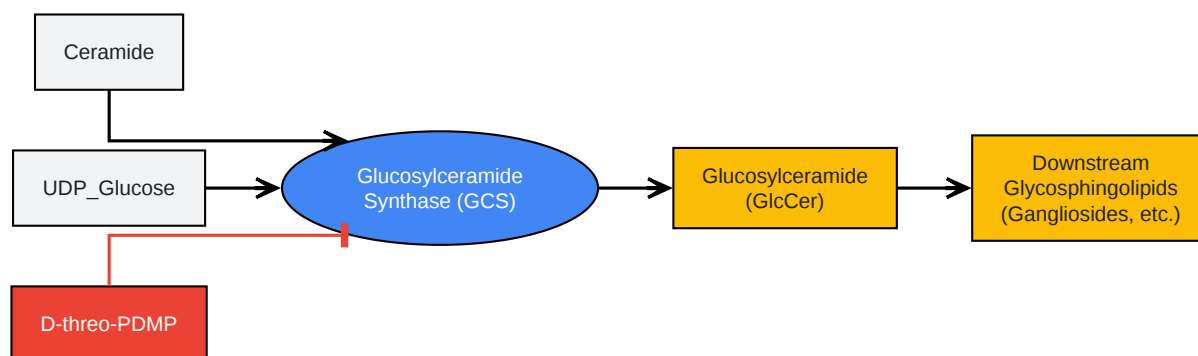 Ceramide
UDP_Glucose
Glucosylceramide
Synthase (GCS)
Glucosylceramide
(GlcCer)
Downstream
Glycosphingolipids
(Gangliosides, etc.)
D-threo-PDMP